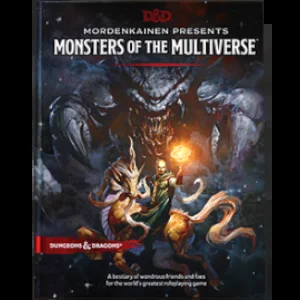 D&D
MORDENKAINEN PRESENTS
MONSTERS OF THE MULTIVERSE
DUNGEONS & DRAGONS®
A bestiary of wondrous friends and foes
for the world's greatest roleplaying game